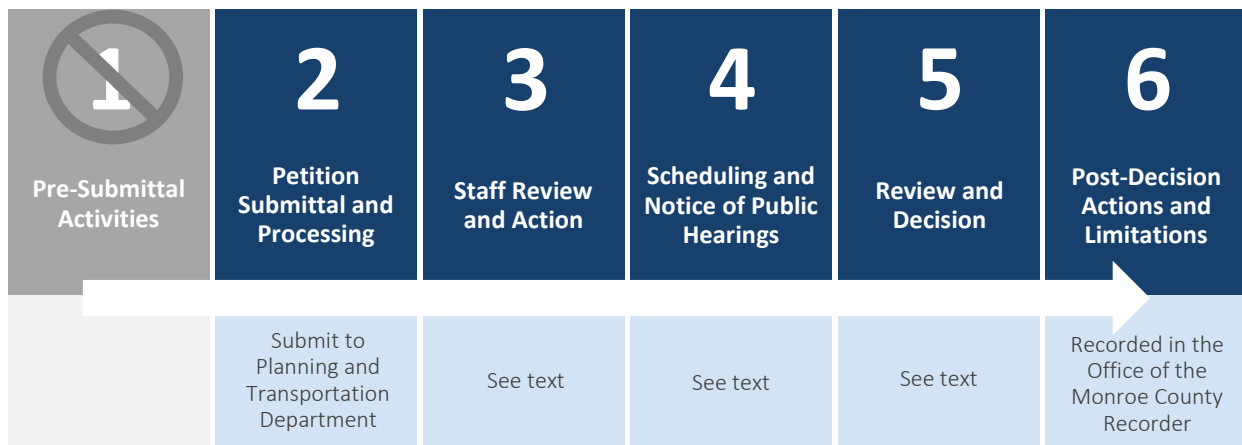 1
Pre-Submittal
Activities
2
Petition
Submittal and
Processing
3
Staff Review
and Action
4
Scheduling and
Notice of Public
Hearings
5
Review and
Decision
6
Post-Decision
Actions and
Limitations
Submit to
Planning and
Transportation
Department
See text
See text
See text
Recorded in the
Office of the
Monroe County
Recorder